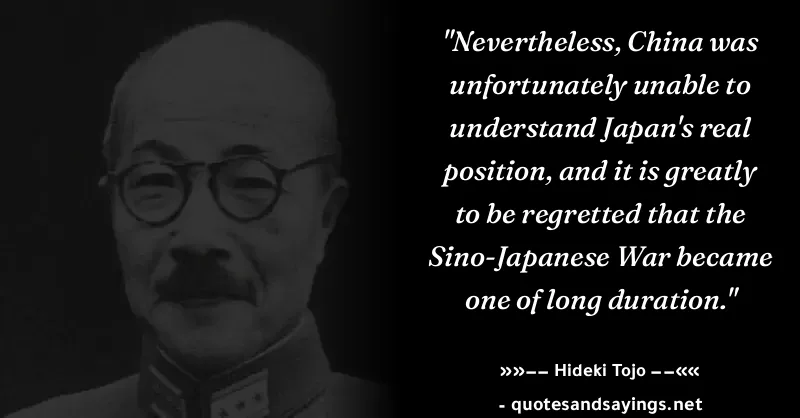 "Nevertheless, China was
unfortunately unable to
understand Japan's real
position, and it is greatly
to be regretted that the
Sino-Japanese War became
one of long duration."
»»–– Hideki Tojo ––««
- quotesandsayings.net